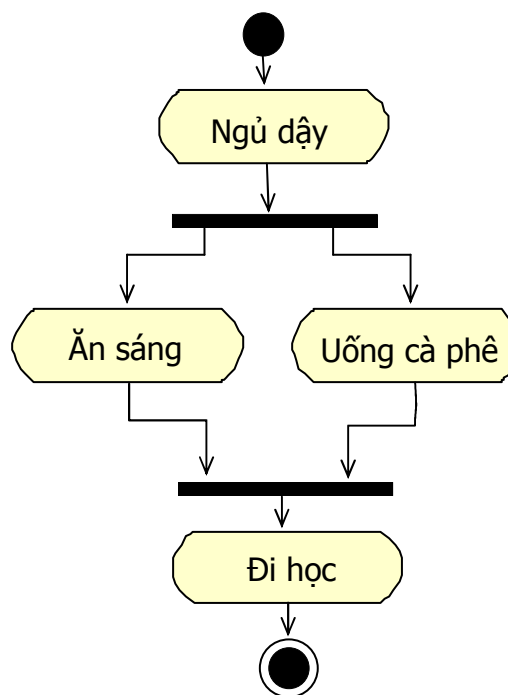 Ngủ dậy
Ăn sáng
Uống cà phê
Đi học